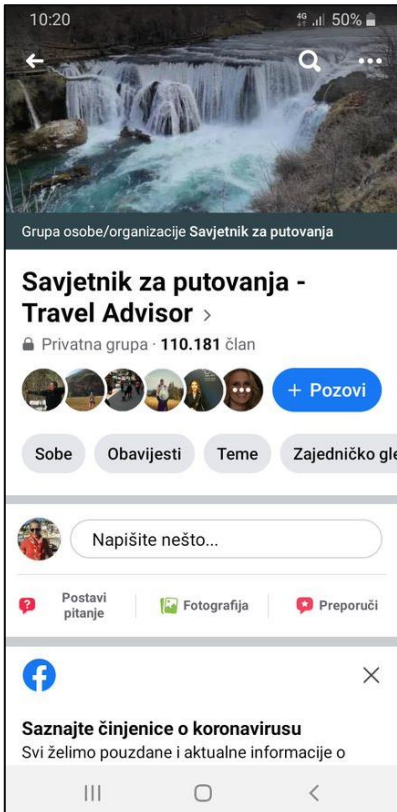 10:20 4G 50%
Grupa osobe/organizacije Savjetnik za putovanja
Savjetnik za putovanja -
Travel Advisor >
Privatna grupa · 110.181 član
+ Pozovi
Sobe Obavijesti Teme Zajedničko gle
Napišite nešto...
Postavi
pitanje
Fotografija
Preporuči
Saznajte činjenice o koronavirusu
Svi želimo pouzdane i aktualne informacije o